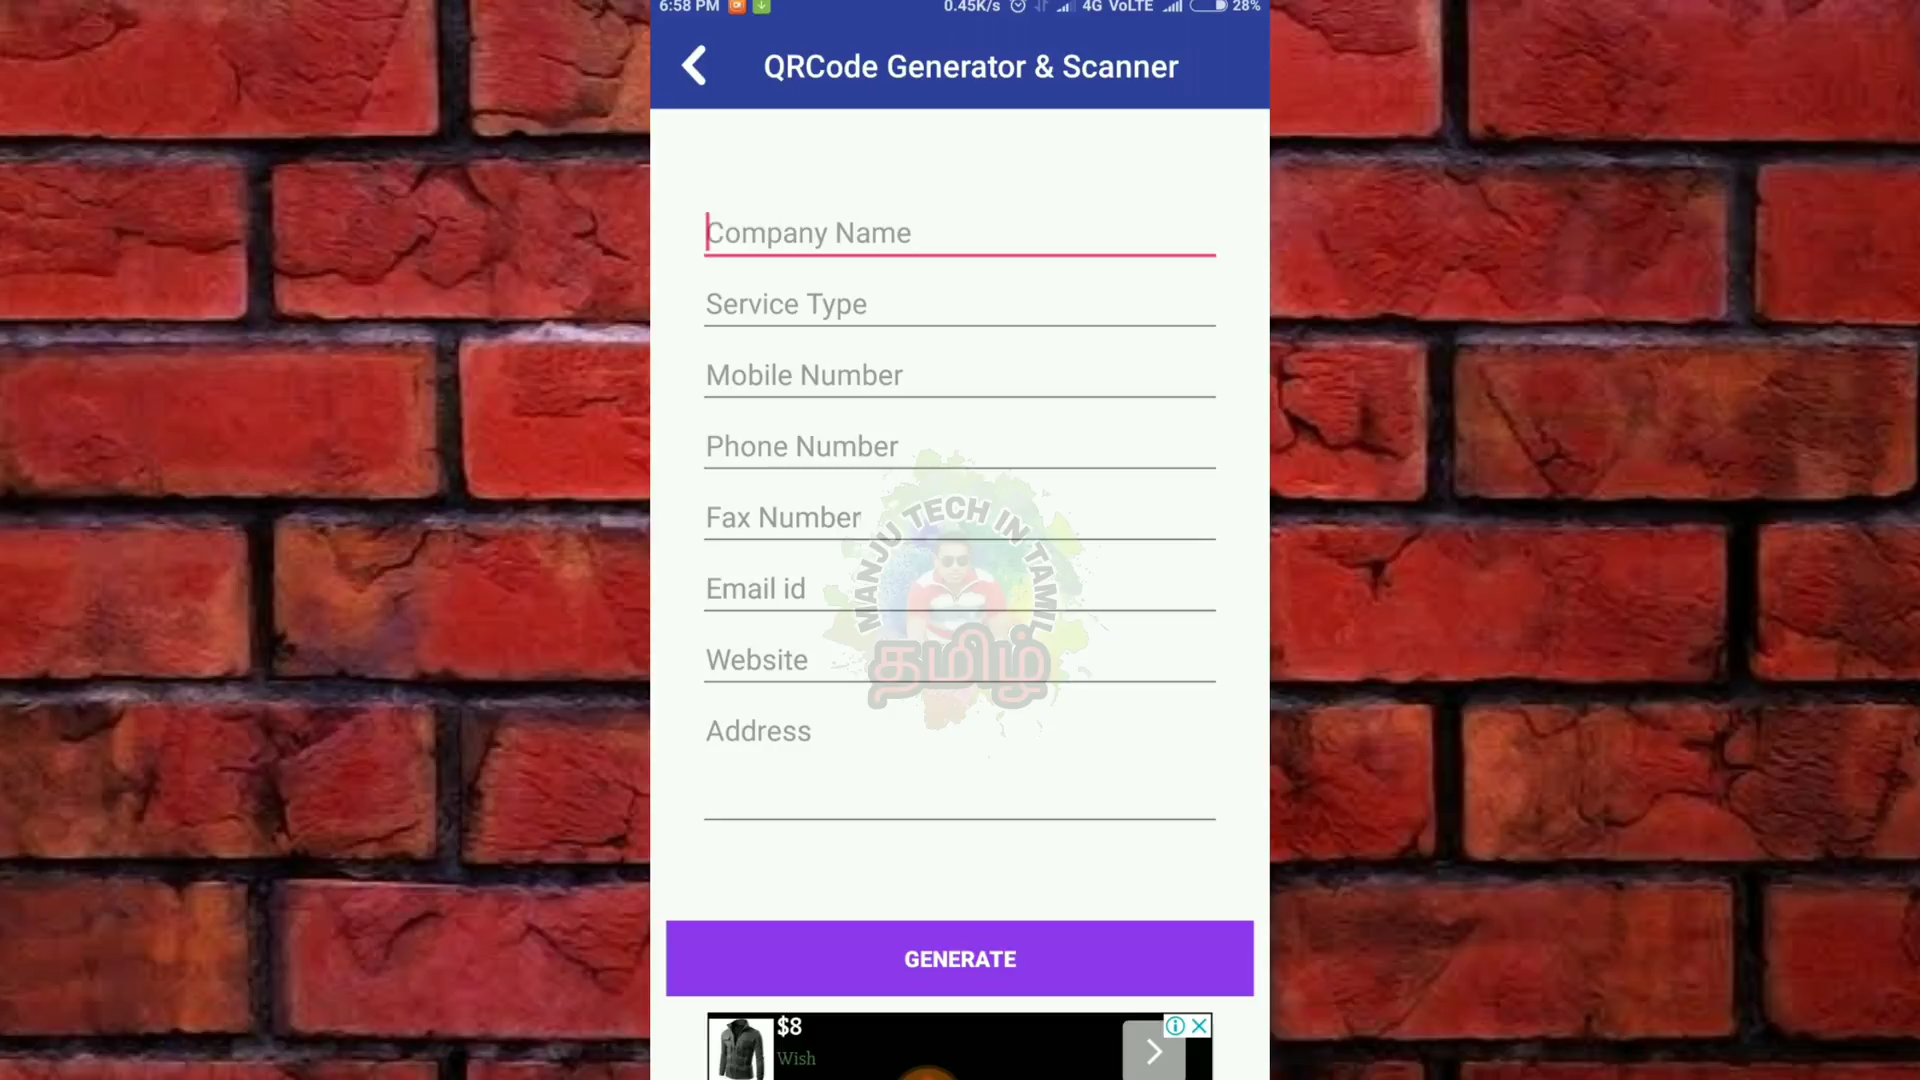 6:58 PM 0.45K/s 4G VoLTE 28%
QRCode Generator & Scanner
Company Name
Service Type
Mobile Number
Phone Number
Fax Number
Email id
Website
Address
MANJU TECH IN TAMIL
தமிழ்
GENERATE
$8
Wish